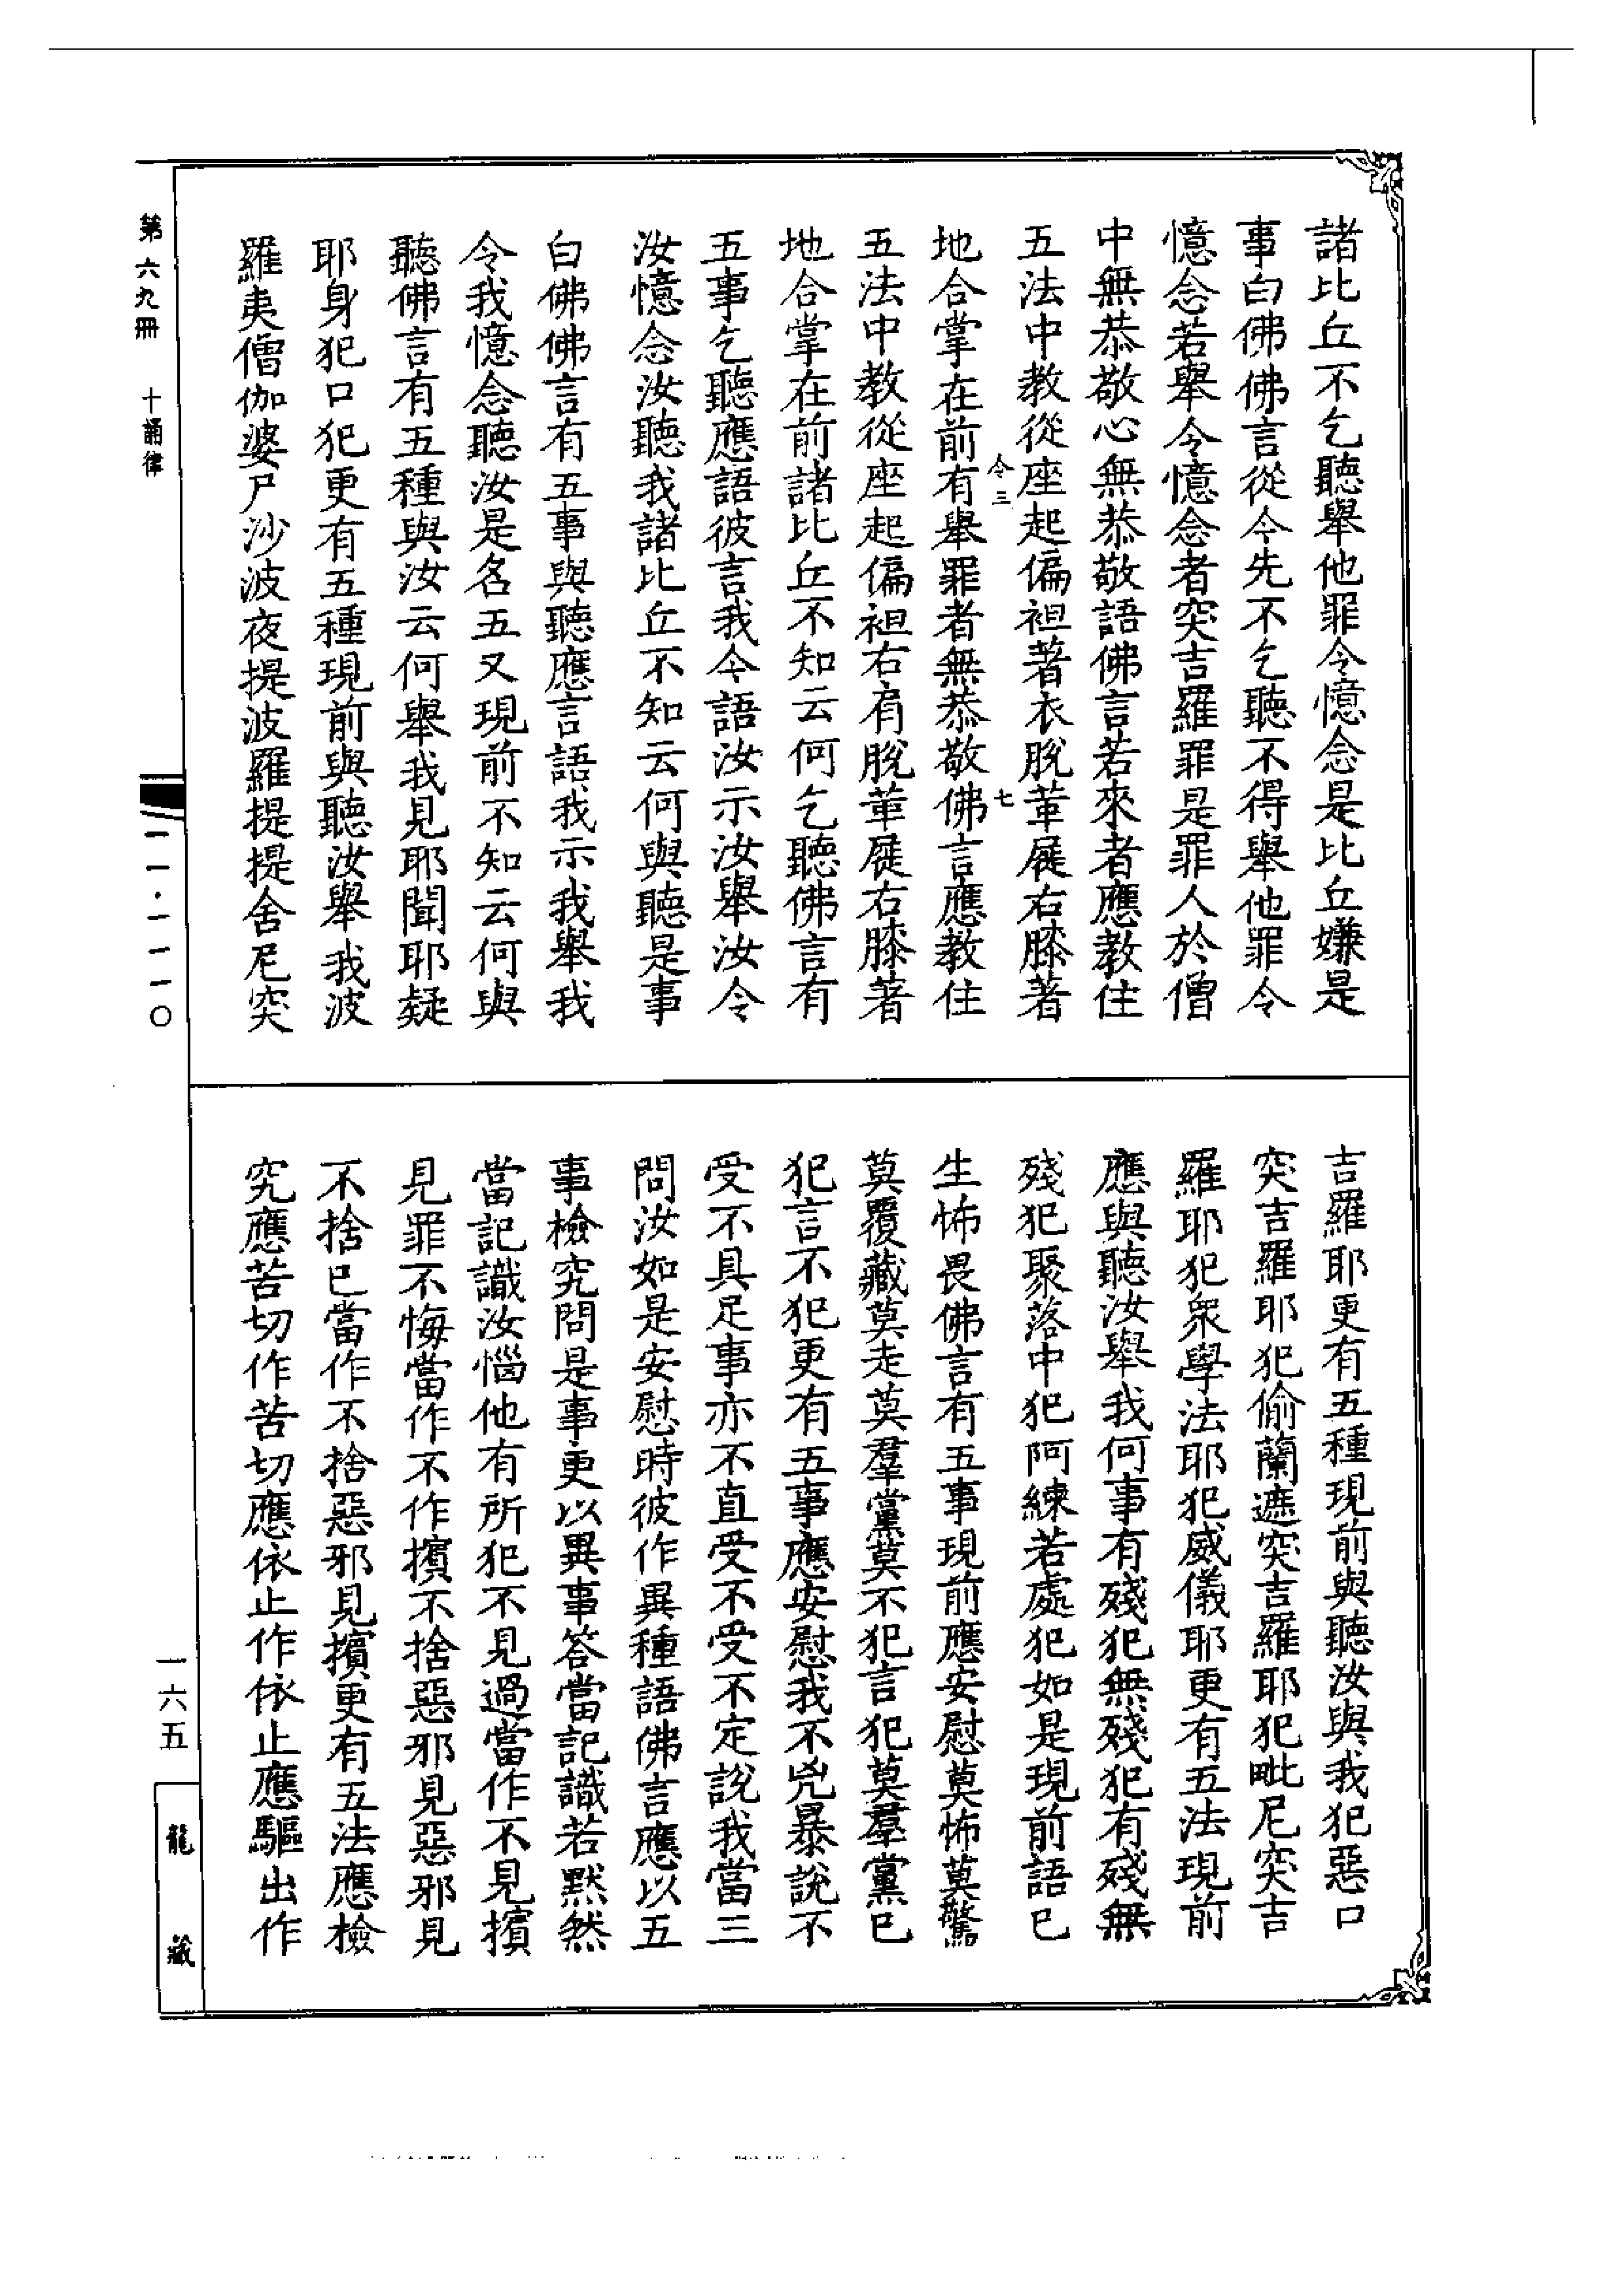 諸比丘不乞聽舉他罪令憶念是比丘嫌是
事白佛佛言從今先不乞聽不得舉他罪令
憶念若舉令憶念者突吉羅罪是罪人於僧
中無恭敬心無恭敬語佛言若來者應教住
五法中教從座起偏袒著衣脫革屣右膝著
令三
七
地合掌在前有舉罪者無恭敬佛言應教住
五法中教從座起偏袒右肩脫革屣右膝著
地合掌在前諸比丘不知云何乞聽佛言有
五事乞聽應語彼言我今語汝示汝舉汝令
汝憶念汝聽我諸比丘不知云何與聽是事
白佛佛言有五事與聽應言語我示我舉我
令我憶念聽汝是名五又現前不知云何與
聽佛言有五種與汝云何舉我見耶聞耶疑
耶身犯口犯更有五種現前與聽汝舉我波
羅夷僧伽婆尸沙波夜提波羅提提舍尼突
吉羅耶更有五種現前與聽汝與我犯惡口
突吉羅耶犯偷蘭遮突吉羅耶犯毗尼突吉
羅耶犯眾學法耶犯威儀耶更有五法現前
應與聽汝舉我何事有殘犯無殘犯有殘無
殘犯聚落中犯阿練若處犯如是現前語已
生怖畏佛言有五事現前應安慰莫怖莫驚
莫覆藏莫走莫羣黨莫不犯言犯莫羣黨已
犯言不犯更有五事應安慰我不兇暴說不
受不具足事亦不直受不受不定說我當三
問汝如是安慰時彼作異種語佛言應以五
事檢究問是事更以異事答當記識若默然
當記識汝惱他有所犯不見過當作不見擯
見罪不悔當作不作擯不捨惡邪見惡邪見
不捨已當作不捨惡邪見擯更有五法應檢
究應苦切作苦切應依止作依止應驅出作
第六九冊 十誦律
一一·一一一〇
一六五
龍藏